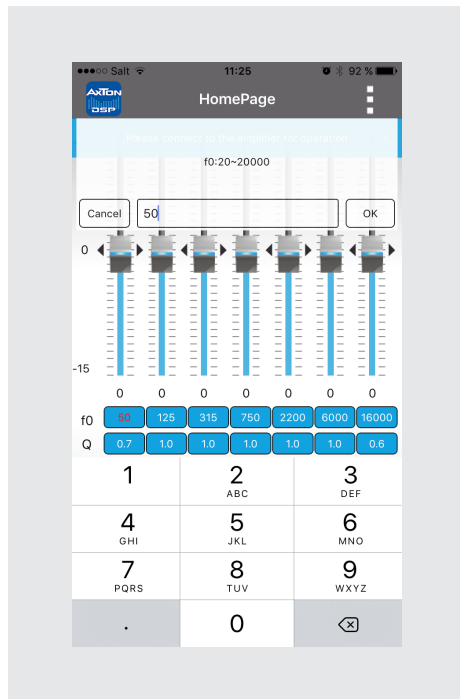 Salt 11:25 92 %
AXTON
DSP
HomePage
Please connect to the amplifier for operation
f0:20~20000
Cancel 50 OK
0
-15
0 0 0 0 0 0 0
f0 50 125 315 750 2200 6000 16000
Q 0.7 1.0 1.0 1.0 1.0 1.0 0.6
1 2 3
ABC DEF
4 5 6
GHI JKL MNO
7 8 9
PQRS TUV WXYZ
. 0